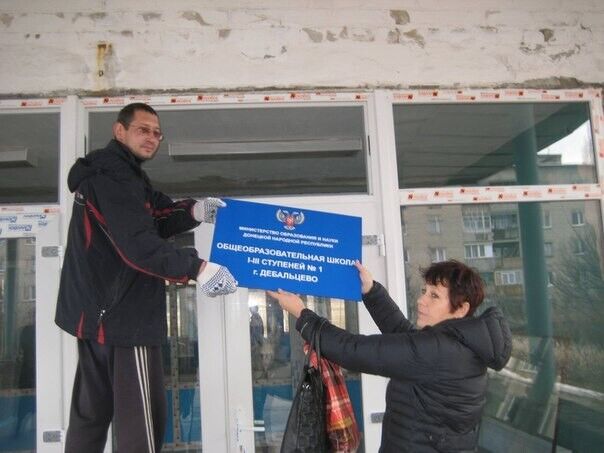 МИНИСТЕРСТВО ОБРАЗОВАНИЯ И НАУКИ
ДОНЕЦКОЙ НАРОДНОЙ РЕСПУБЛИКИ
ОБЩЕОБРАЗОВАТЕЛЬНАЯ ШКОЛА
I-III СТУПЕНЕЙ № 1
г. ДЕБАЛЬЦЕВО